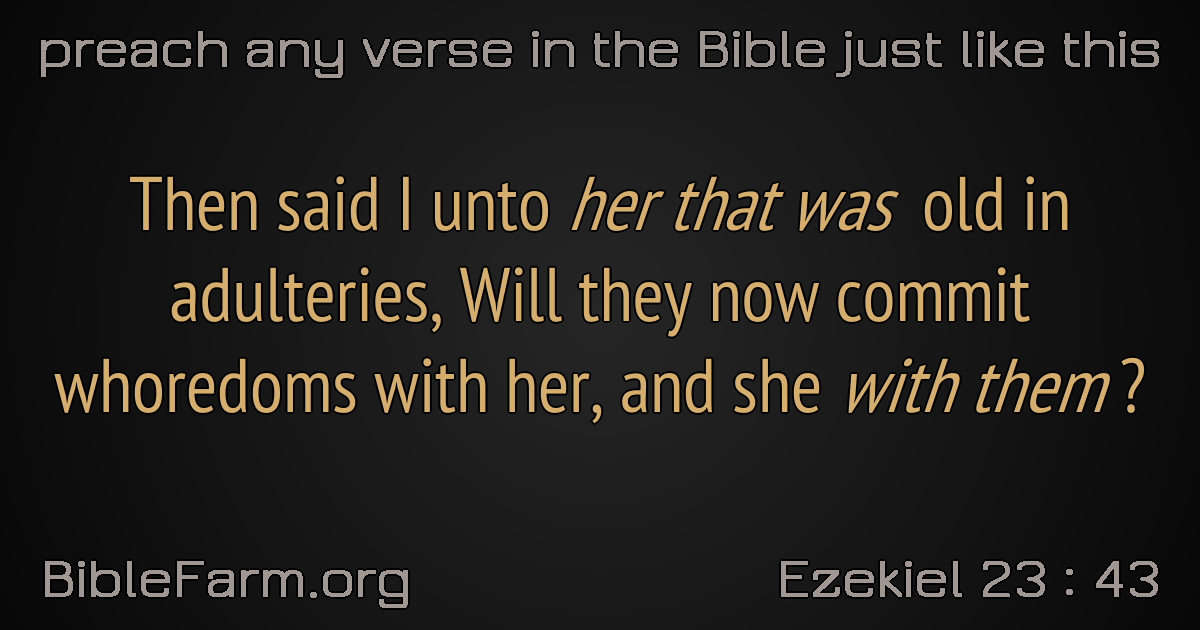 preach any verse in the Bible just like this
Then said I unto her that was old in
adulteries, Will they now commit
whoredoms with her, and she with them?
BibleFarm.org
Ezekiel 23 : 43